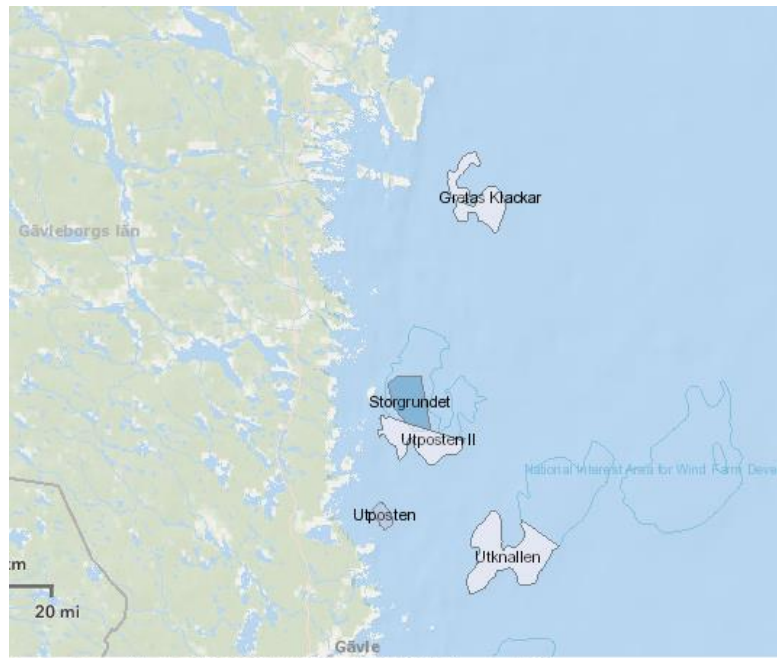 Gretas Klackar
Gävleborgs län
Storgrundet
Utposten II
National Interest Area for Wind Farm Deve
Utposten
Utknallen
km
20 mi
Gävle